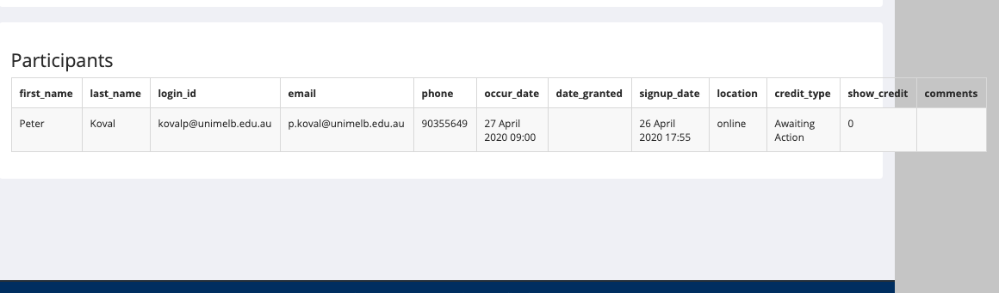 Participants
first_name last_name login_id email phone occur_date date_granted signup_date location credit_type show_credit comments
Peter Koval kovalp@unimelb.edu.au p.koval@unimelb.edu.au 90355649 27 April 26 April online Awaiting 0
2020 09:00 2020 17:55 Action